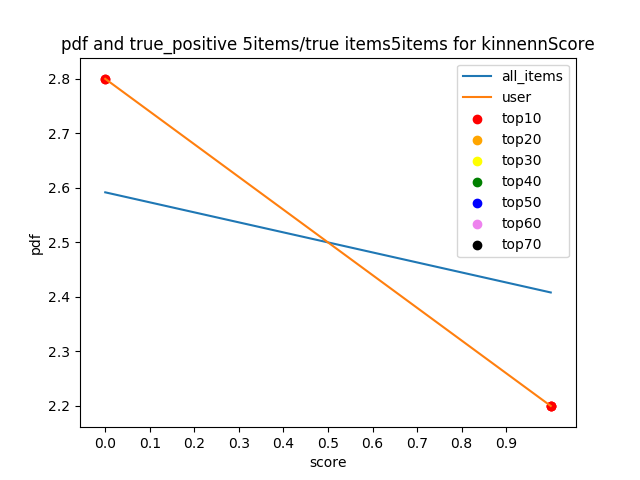 pdf and true_positive 5items/true items5items for kinnennScore
all_items
user
top10
top20
top30
top40
top50
top60
top70
pdf
2.8
2.7
2.6
2.5
2.4
2.3
2.2
0.0 0.1 0.2 0.3 0.4 0.5 0.6 0.7 0.8 0.9
score